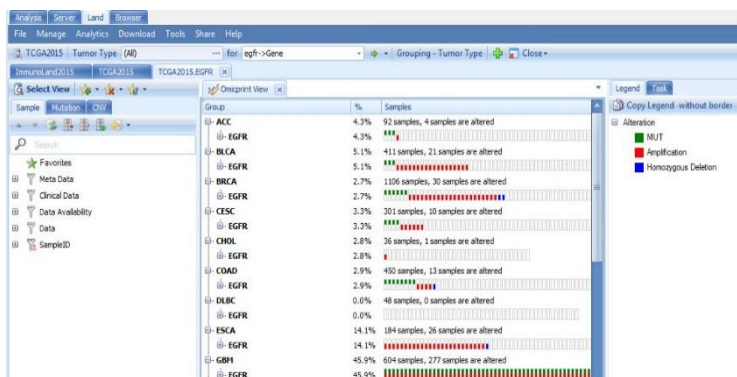 Analysis Server Land Browser
File Manage Analytics Download Tools Share Help
TCGA2015 Tumor Type (All) ... for egfr->Gene Grouping - Tumor Type Close
ImmunoLand2015 TCGA2015 TCGA2015.EGFR
Select View
Omicprint View
Legend Task
Sample Mutation CNV
Group % Samples
Copy Legend- without border
Search
Favorites
Meta Data
Clinical Data
Data Availability
Data
SampleID
ACC 4.3% 92 samples, 4 samples are altered
EGFR 4.3%
BLCA 5.1% 411 samples, 21 samples are altered
EGFR 5.1%
BRCA 2.7% 1106 samples, 30 samples are altered
EGFR 2.7%
CESC 3.3% 301 samples, 10 samples are altered
EGFR 3.3%
CHOL 2.8% 36 samples, 1 samples are altered
EGFR 2.8%
COAD 2.9% 450 samples, 13 samples are altered
EGFR 2.9%
DLBC 0.0% 48 samples, 0 samples are altered
EGFR 0.0%
ESCA 14.1% 184 samples, 26 samples are altered
EGFR 14.1%
GBM 45.9% 604 samples, 277 samples are altered
EGFR 45.9%
Alteration
MUT
Amplification
Homozygous Deletion